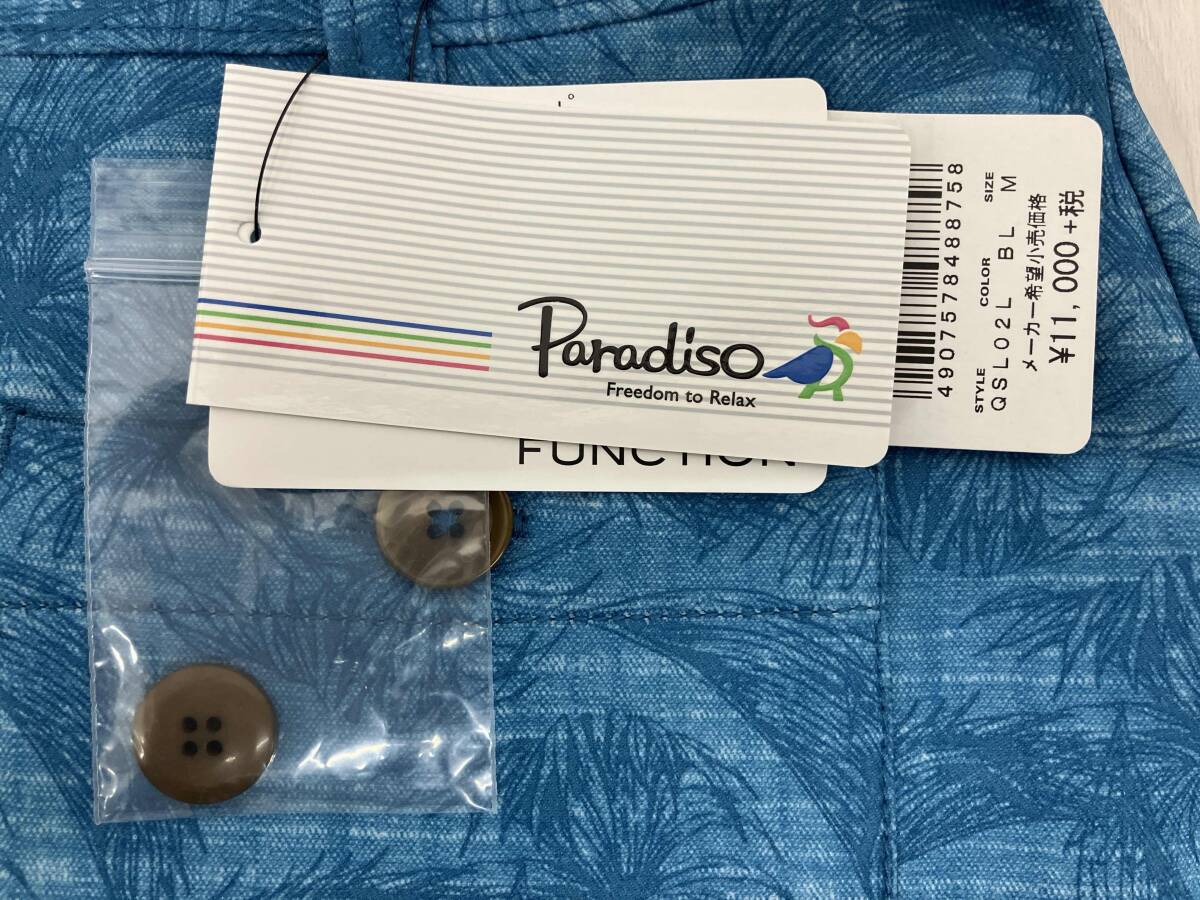 Paradiso
Freedom to Relax
FUNCTION
4907578488758
STYLE COLOR SIZE
QSL02L BL M
メーカー希望小売価格
¥11,000+税